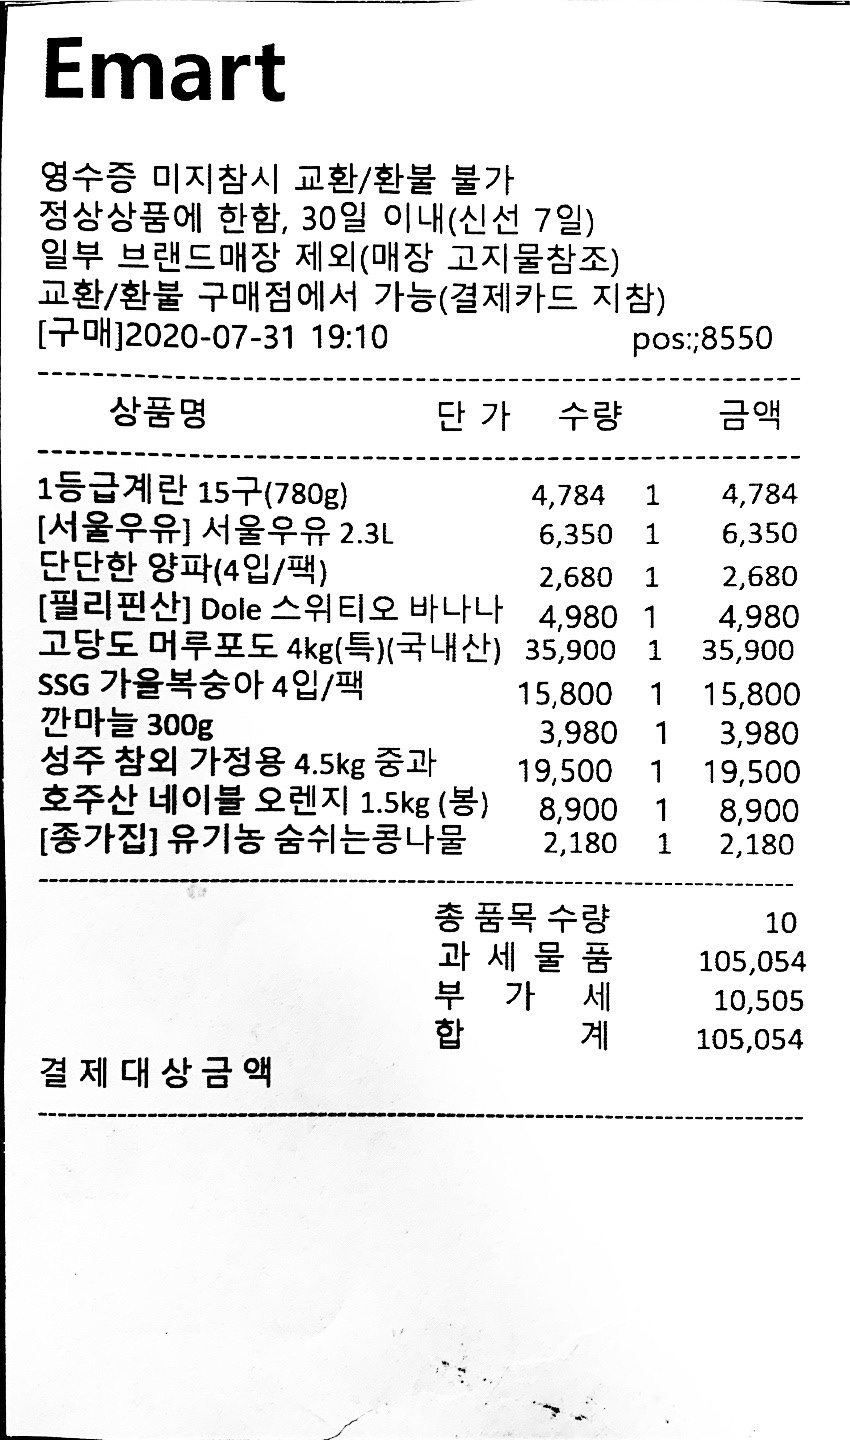 Emart
영수증 미지참시 교환/환불 불가
정상상품에 한함, 30일 이내(신선 7일)
일부 브랜드매장 제외(매장 고지물참조)
교환/환불 구매점에서 가능(결제카드 지참)
[구매]2020-07-31 19:10 pos:;8550
상품명 단 가 수량 금액
1등급계란 15구(780g) 4,784 1 4,784
[서울우유] 서울우유 2.3L 6,350 1 6,350
단단한 양파(4입/팩) 2,680 1 2,680
[필리핀산] Dole 스위티오 바나나 4,980 1 4,980
고당도 머루포도 4kg(특)(국내산) 35,900 1 35,900
SSG 가을복숭아 4입/팩 15,800 1 15,800
깐마늘 300g 3,980 1 3,980
성주 참외 가정용 4.5kg 중과 19,500 1 19,500
호주산 네이블 오렌지 1.5kg (봉) 8,900 1 8,900
[종가집] 유기농 숨쉬는콩나물 2,180 1 2,180
총 품목 수량 10
과 세 물 품 105,054
부 가 세 10,505
합 계 105,054
결 제 대 상 금 액